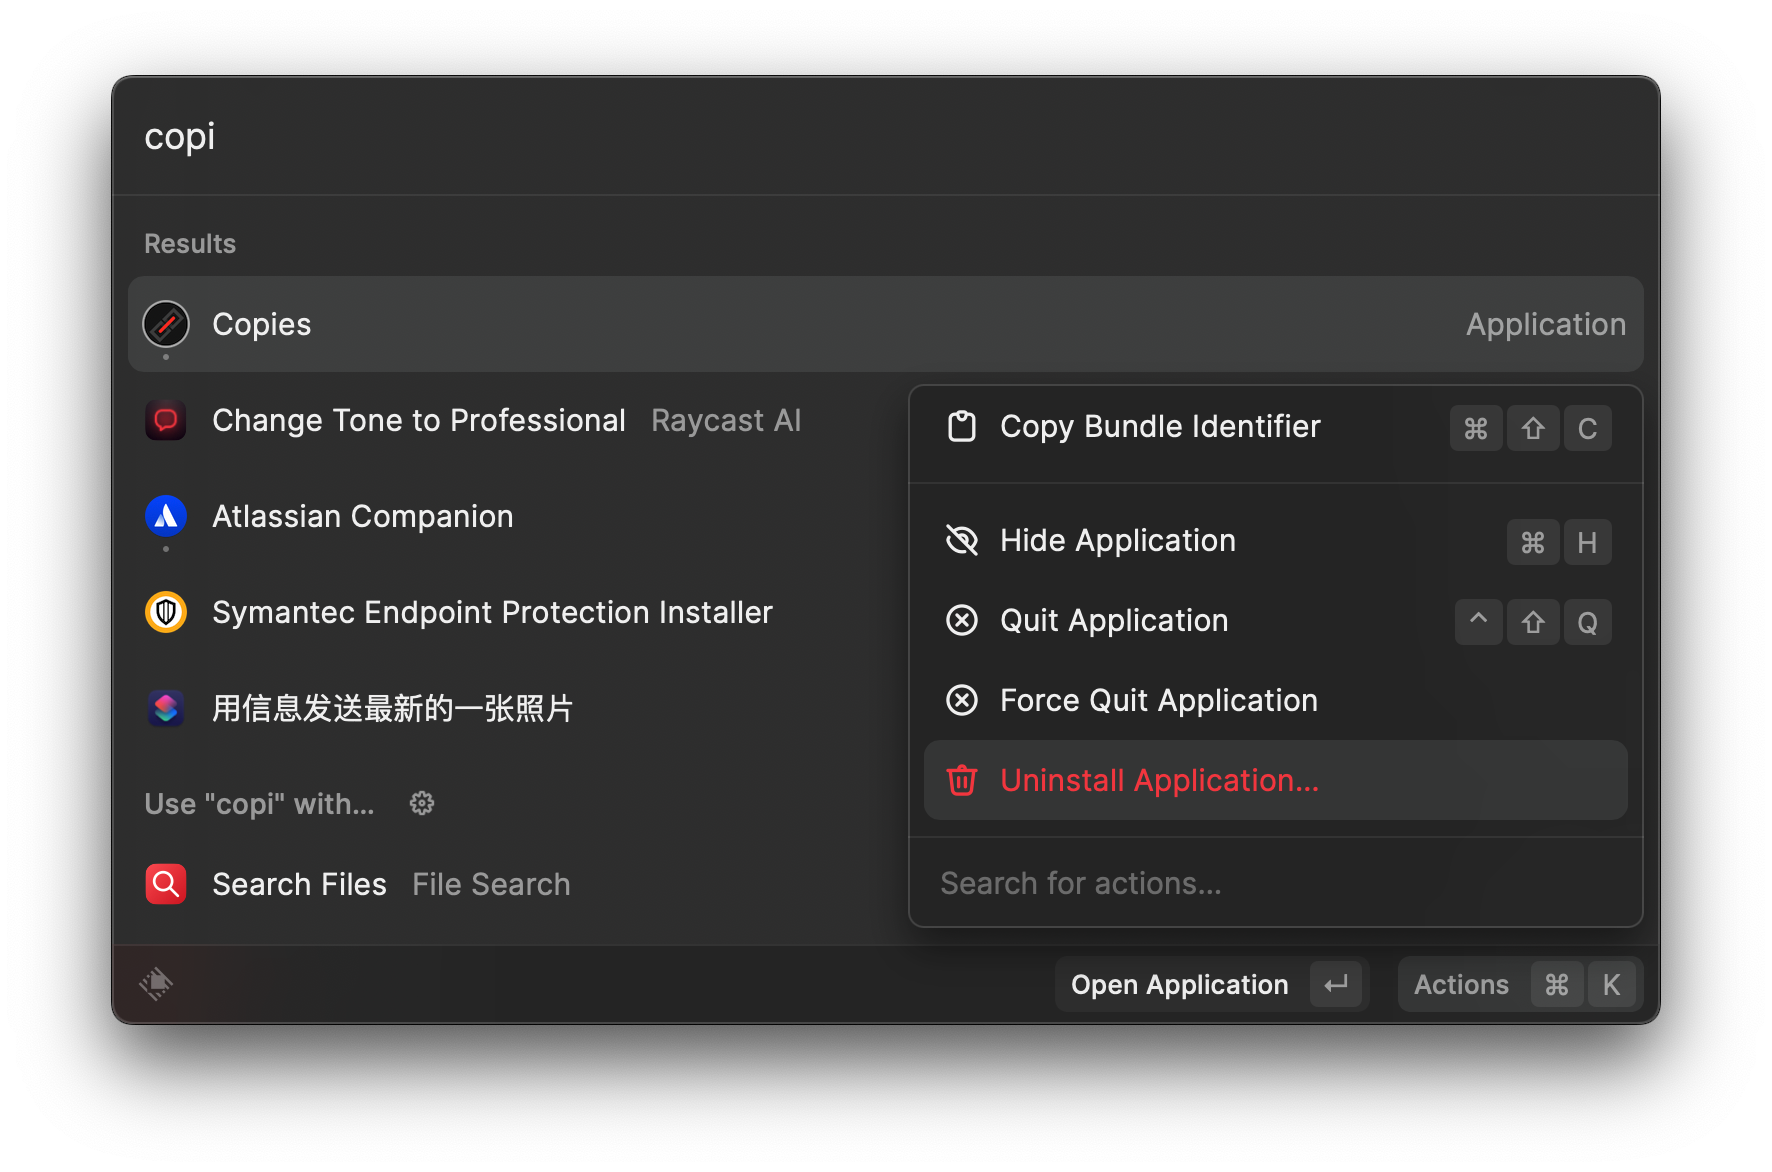 copi
Results
Copies Application
Change Tone to Professional Raycast AI
Atlassian Companion
Symantec Endpoint Protection Installer
用信息发送最新的一张照片
Use "copi" with...
Search Files File Search
Copy Bundle Identifier ⌘ ⇧ C
Hide Application ⌘ H
Quit Application ^ ⇧ Q
Force Quit Application
Uninstall Application...
Search for actions...
Open Application ↵ Actions ⌘ K